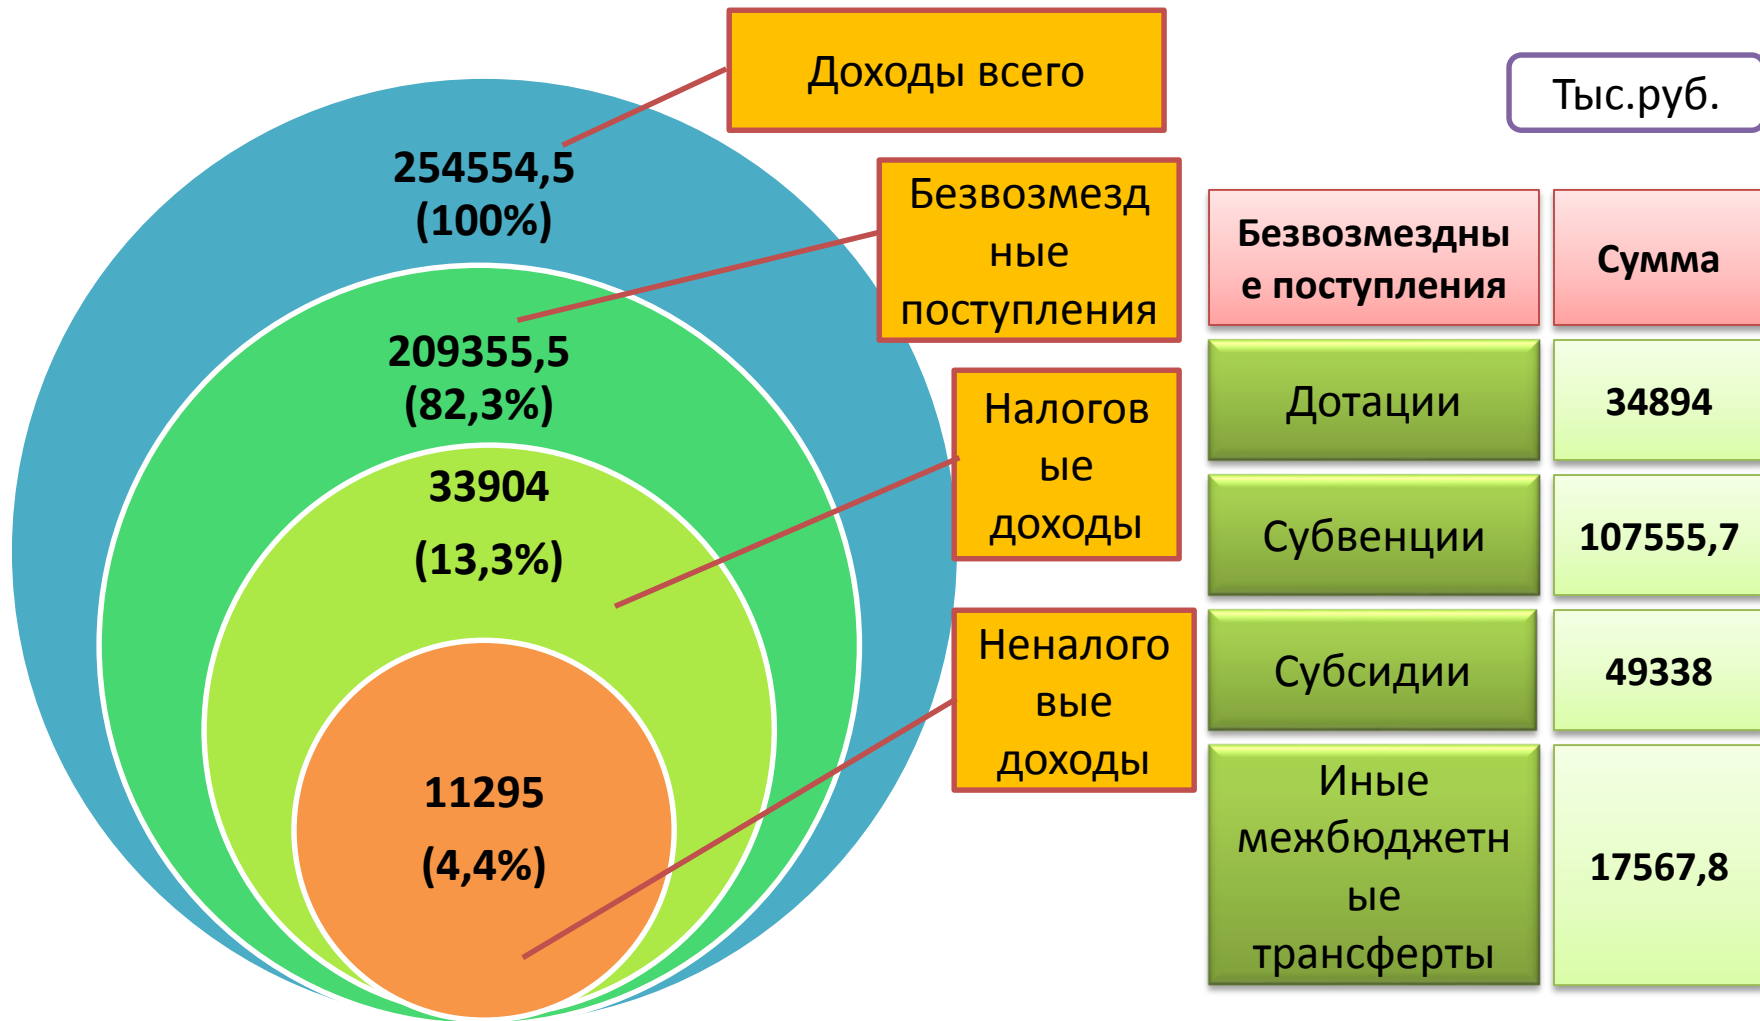 Доходы всего
Тыс.руб.
254554,5
(100%)
Безвозмезд
ные
поступления
209355,5
(82,3%)
Налогов
ые
доходы
33904
(13,3%)
Неналого
вые
доходы
11295
(4,4%)
Безвозмездны
е поступления
Сумма
Дотации
34894
Субвенции
107555,7
Субсидии
49338
Иные
межбюджетн
ые
трансферты
17567,8